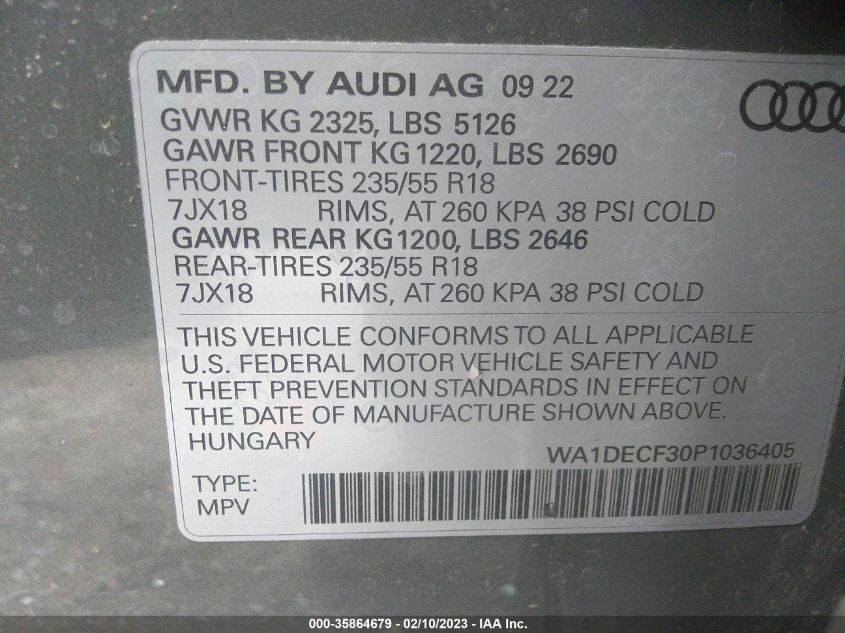 MFD. BY AUDI AG 09 22
GVWR KG 2325, LBS 5126
GAWR FRONT KG 1220, LBS 2690
FRONT-TIRES 235/55 R18
7JX18 RIMS, AT 260 KPA 38 PSI COLD
GAWR REAR KG 1200, LBS 2646
REAR-TIRES 235/55 R18
7JX18 RIMS, AT 260 KPA 38 PSI COLD
THIS VEHICLE CONFORMS TO ALL APPLICABLE
U.S. FEDERAL MOTOR VEHICLE SAFETY AND
THEFT PREVENTION STANDARDS IN EFFECT ON
THE DATE OF MANUFACTURE SHOWN ABOVE.
HUNGARY
WA1DECF30P1036405
TYPE:
MPV
000-35864679 — 02/10/2023 — IAA Inc.